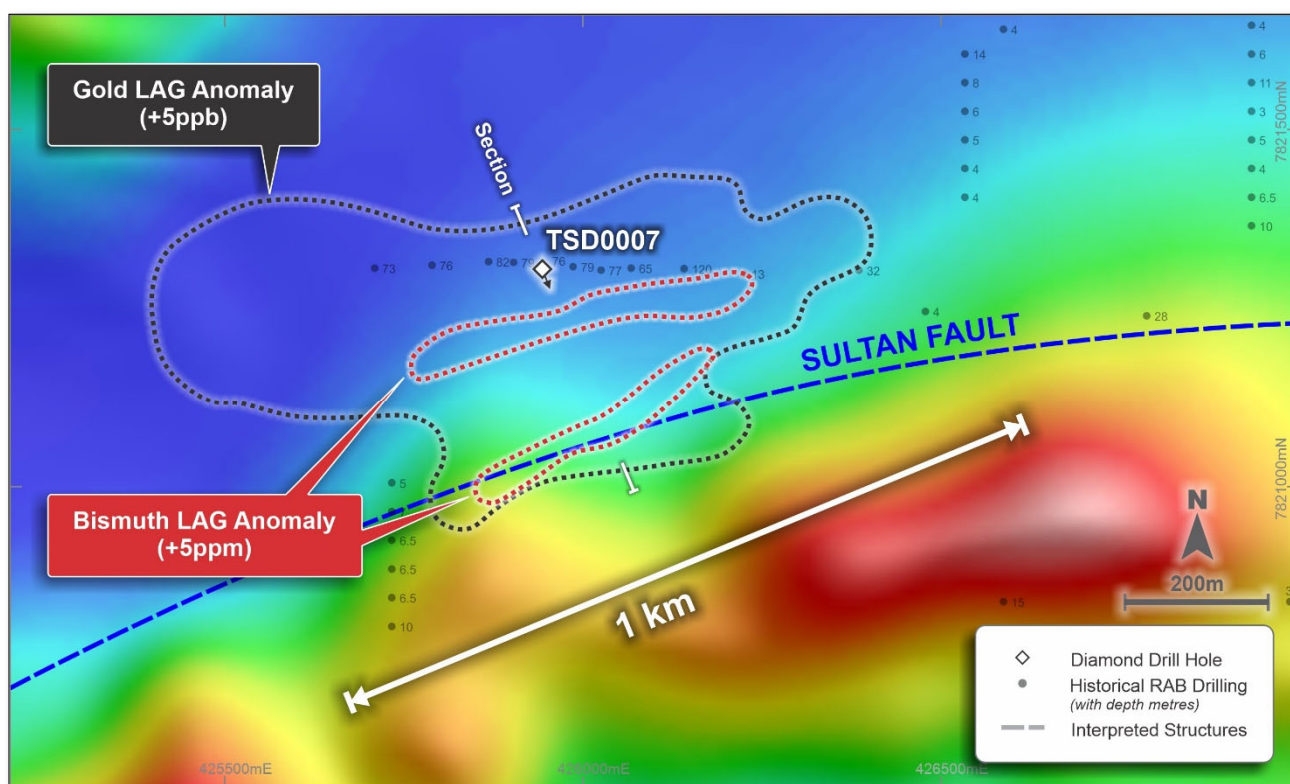 Gold LAG Anomaly
(+5ppb)
Section
TSD0007
73
76
82
79
76
79
77
65
120
13
32
4
28
4
14
8
6
5
4
4
4
6
11
3
5
4
6.5
10
7821500mN
SULTAN FAULT
5
6.5
6.5
6.5
10
Bismuth LAG Anomaly
(+5ppm)
1 km
7821000mN
N
200m
15
Diamond Drill Hole
Historical RAB Drilling
(with depth metres)
Interpreted Structures
425500mE
426000mE
426500mE